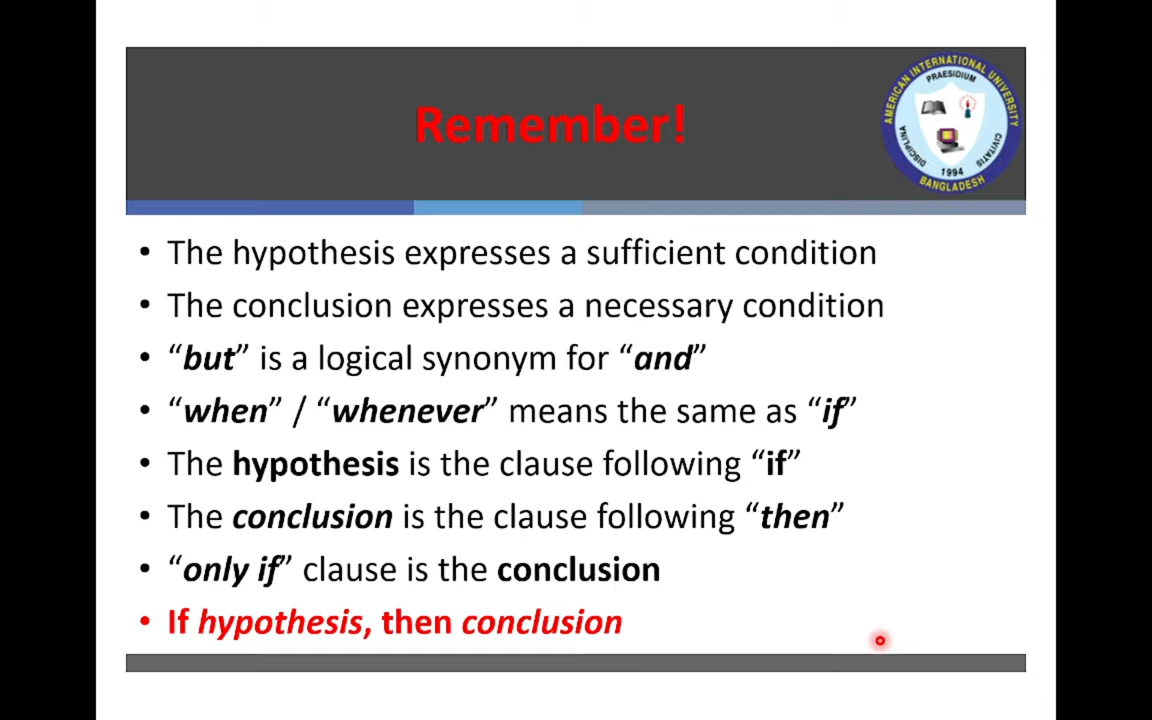 Remember!
AMERICAN INTERNATIONAL UNIVERSITY
PRAESIDIUM
DISCIPLINA
CIVITATIS
1994
BANGLADESH
• The hypothesis expresses a sufficient condition
• The conclusion expresses a necessary condition
• “but” is a logical synonym for “and”
• “when” / “whenever” means the same as “if”
• The hypothesis is the clause following “if”
• The conclusion is the clause following “then”
• “only if” clause is the conclusion
• If hypothesis, then conclusion